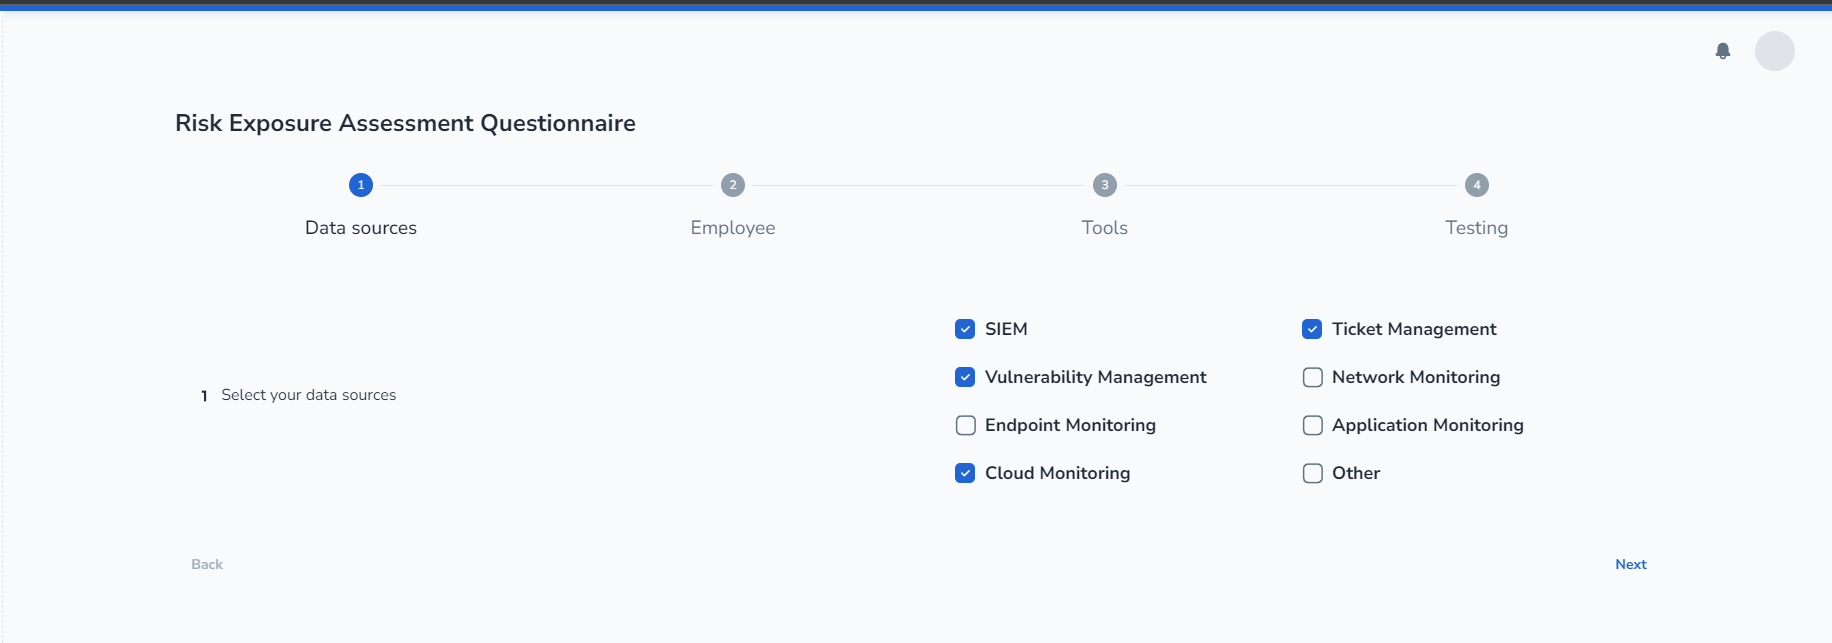 Risk Exposure Assessment Questionnaire
1 2 3 4
Data sources Employee Tools Testing
1 Select your data sources
SIEM Ticket Management
Vulnerability Management Network Monitoring
Endpoint Monitoring Application Monitoring
Cloud Monitoring Other
Back Next